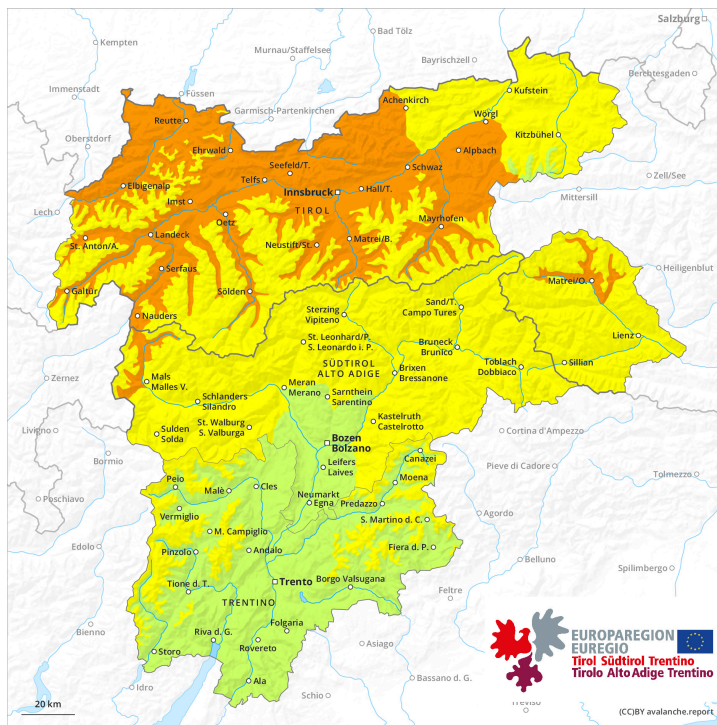 Salzburg
Kempten
Bad Tölz
Murnau/Staffelsee
Bayrischzell
Berchtesgaden
Immenstadt
Füssen
Garmisch-Partenkirchen
Achenkirch
Kufstein
Reutte
Wörgl
Oberstdorf
Ehrwald
Kitzbühel
Alpbach
Seefeld/T.
Schwaz
Zell/See
Telfs
Elbigenalp
Innsbruck
Hall/T.
Mittersill
Imst
TIROL
Lech
Oetz
Mayrhofen
Landeck
St. Anton/A.
Neustift/St.
Matrei/B.
Serfaus
Heiligenblut
Galtür
Sölden
Matrei/O.
Nauders
Sterzing
Vipiteno
Sand/T.
Campo Tures
Lienz
St. Leonhard/P.
S. Leonardo i. P.
Bruneck
Brunico
Sillian
Toblach
Dobbiaco
SÜDTIROL
ALTO ADIGE
Brixen
Bressanone
Zernez
Mals
Malles V.
Meran
Merano
Sarnthein
Sarentino
Schlanders
Silandro
St. Walburg
S. Valburga
Kastelruth
Castelrotto
Sulden
Solda
Livigno
Cortina d'Ampezzo
Bozen
Bolzano
Bormio
Canazei
Leifers
Laives
Pieve di Cadore
Tolmezzo
Peio
Moena
Malè
Cles
Poschiavo
Neumarkt
Egna
Predazzo
Vermiglio
S. Martino d. C.
Agordo
M. Campiglio
Edolo
Pinzolo
Andalo
Fiera d. P.
Belluno
Spilimbergo
Tione d. T.
Trento
Borgo Valsugana
Feltre
TRENTINO
Folgaria
Bienno
Riva d. G.
Rovereto
Asiago
Storo
Bassano d. G.
Ala
Idro
Schio
Treviso
EUROPAREGION
EUREGIO
Tirol Südtirol Trentino
Tirolo Alto Adige Trentino
20 km
(CC)BY avalanche.report